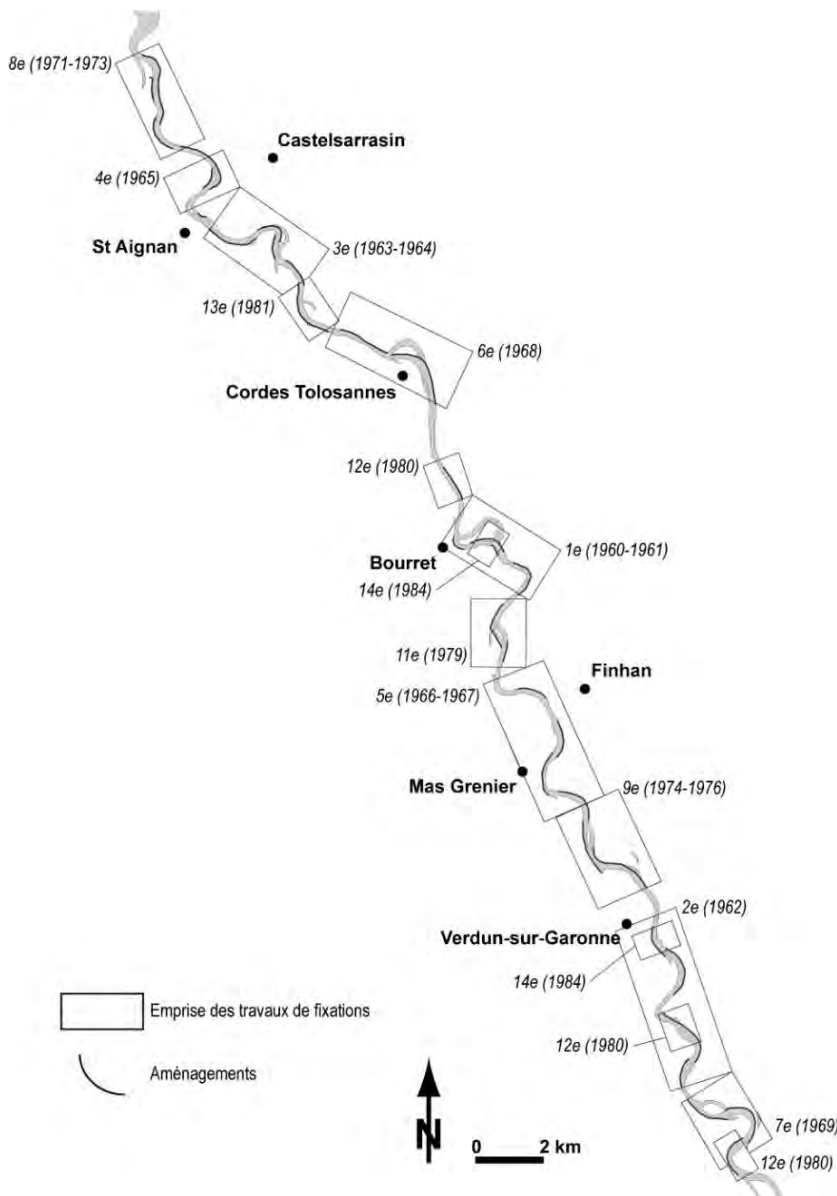 8e (1971-1973)
Castelsarrasin
4e (1965)
St Aignan
3e (1963-1964)
13e (1981)
6e (1968)
Cordes Tolosannes
12e (1980)
1e (1960-1961)
Bourret
14e (1984)
11e (1979)
Finhan
5e (1966-1967)
Mas Grenier
9e (1974-1976)
2e (1962)
Verdun-sur-Garonne
14e (1984)
Emprise des travaux de fixations
12e (1980)
Aménagements
N
0 2 km
7e (1969)
12e (1980)